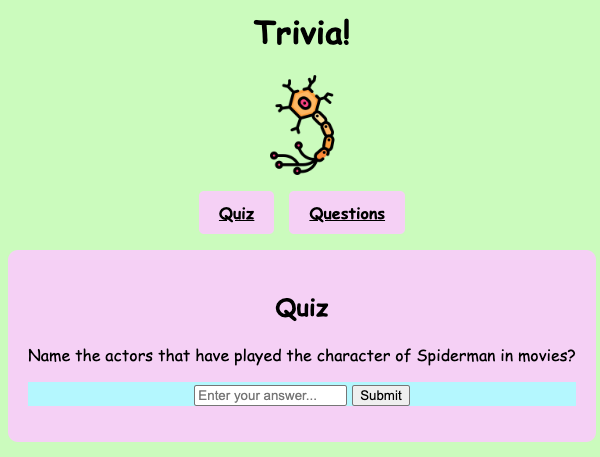 Trivia!
Quiz Questions
Quiz
Name the actors that have played the character of Spiderman in movies?
Enter your answer... Submit